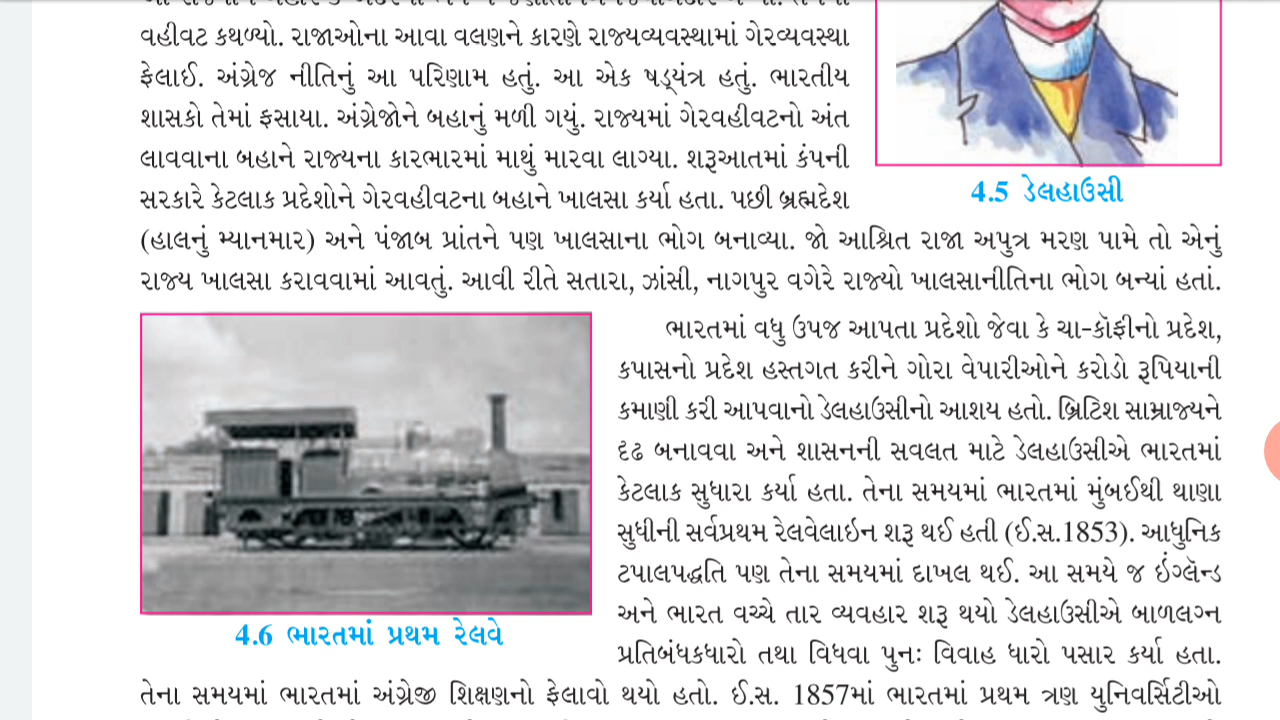 વહીવટ કથળ્યો. રાજાઓના આવા વલણને કારણે રાજ્યવ્યવસ્થામાં ગેરવ્યવસ્થા
ફેલાઈ. અંગ્રેજ નીતિનું આ પરિણામ હતું. આ એક ષડ્યંત્ર હતું. ભારતીય
શાસકો તેમાં ફસાયા. અંગ્રેજોને બહાનું મળી ગયું. રાજ્યમાં ગેરવહીવટનો અંત
લાવવાના બહાને રાજ્યના કારભારમાં માથું મારવા લાગ્યા. શરૂઆતમાં કંપની
સરકારે કેટલાક પ્રદેશોને ગેરવહીવટના બહાને ખાલસા કર્યા હતા. પછી બ્રહ્મદેશ
4.5 ડેલહાઉસી
(હાલનું મ્યાનમાર) અને પંજાબ પ્રાંતને પણ ખાલસાના ભોગ બનાવ્યા. જો આશ્રિત રાજા અપુત્ર મરણ પામે તો એનું
રાજ્ય ખાલસા કરાવવામાં આવતું. આવી રીતે સતારા, ઝાંસી, નાગપુર વગેરે રાજ્યો ખાલસાનીતિના ભોગ બન્યાં હતાં.
ભારતમાં વધુ ઉપજ આપતા પ્રદેશો જેવા કે ચા-કૉફીનો પ્રદેશ,
કપાસનો પ્રદેશ હસ્તગત કરીને ગોરા વેપારીઓને કરોડો રૂપિયાની
કમાણી કરી આપવાનો ડેલહાઉસીનો આશય હતો. બ્રિટિશ સામ્રાજ્યને
દૃઢ બનાવવા અને શાસનની સવલત માટે ડેલહાઉસીએ ભારતમાં
કેટલાક સુધારા કર્યા હતા. તેના સમયમાં ભારતમાં મુંબઈથી થાણા
સુધીની સર્વપ્રથમ રેલવેલાઇન શરૂ થઈ હતી (ઈ.સ.1853). આધુનિક
ટપાલપદ્ધતિ પણ તેના સમયમાં દાખલ થઈ. આ સમયે જ ઇંગ્લૅન્ડ
અને ભારત વચ્ચે તાર વ્યવહાર શરૂ થયો ડેલહાઉસીએ બાળલગ્ન
પ્રતિબંધકધારો તથા વિધવા પુનઃ વિવાહ ધારો પસાર કર્યા હતા.
4.6 ભારતમાં પ્રથમ રેલવે
તેના સમયમાં ભારતમાં અંગ્રેજી શિક્ષણનો ફેલાવો થયો હતો. ઈ.સ. 1857માં ભારતમાં પ્રથમ ત્રણ યુનિવર્સિટીઓ